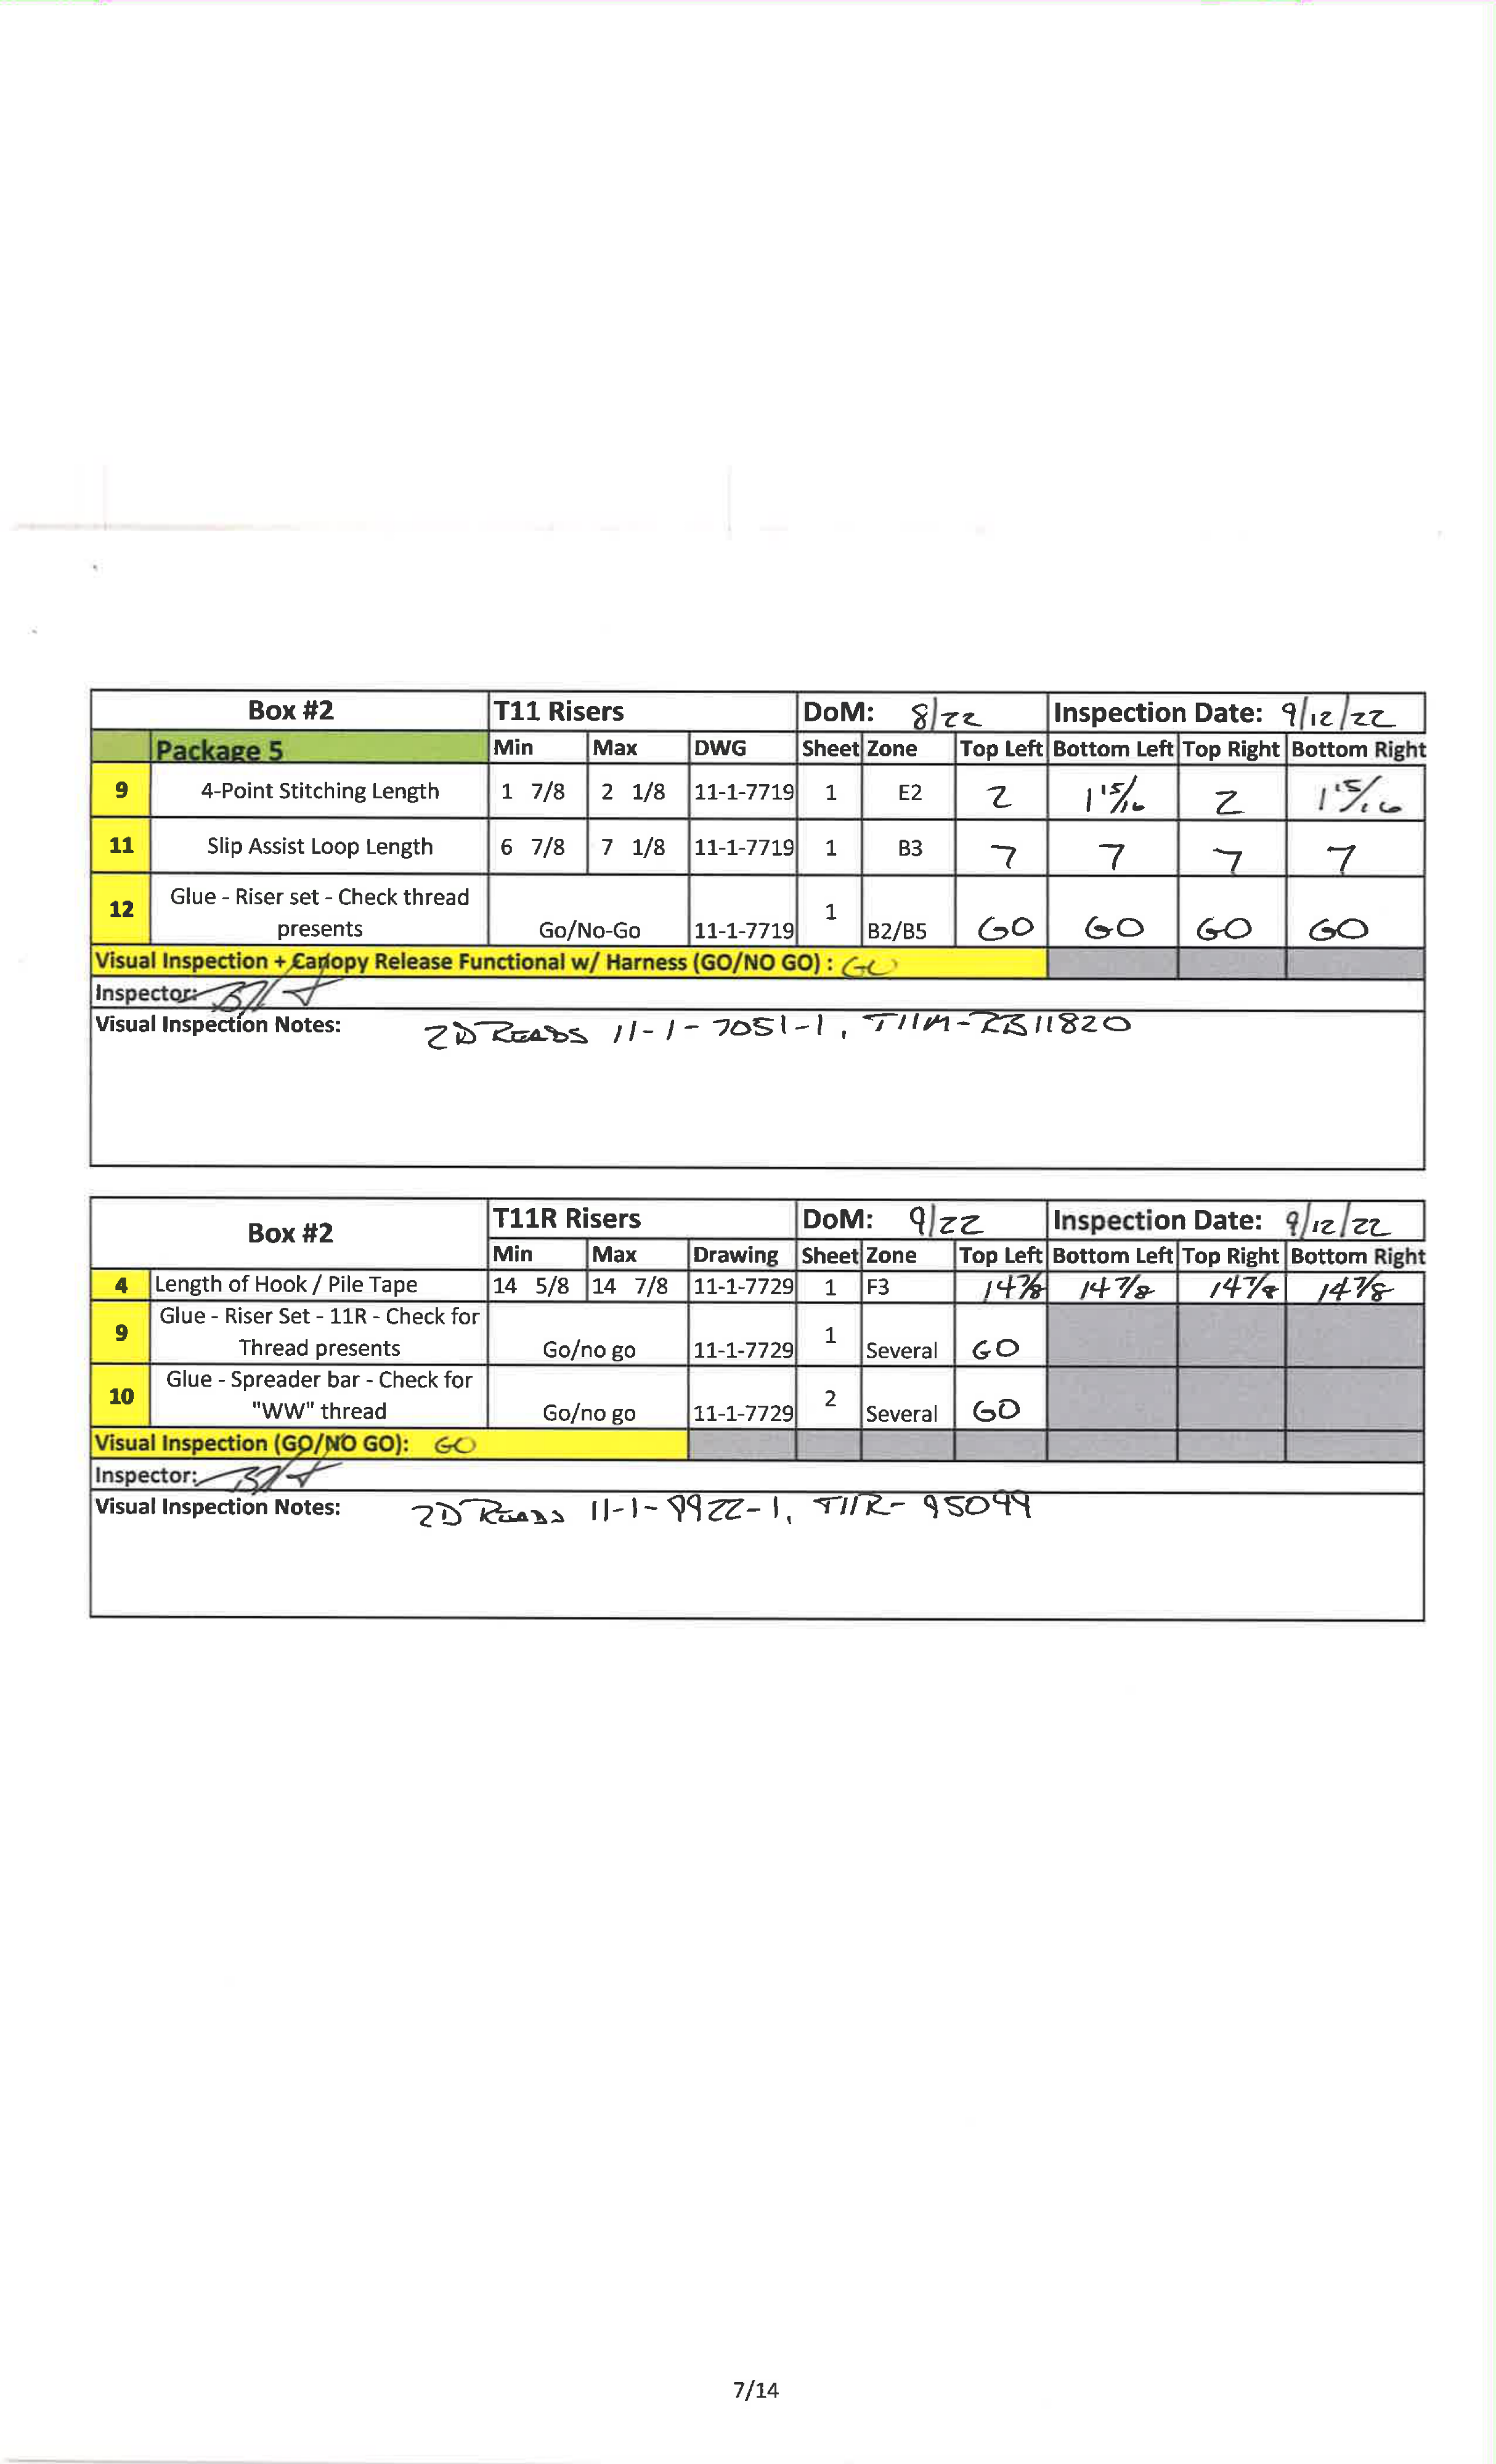 Box #2 T11 Risers DoM: 8/22 Inspection Date: 9/12/22
Package 5 Min Max DWG Sheet Zone Top Left Bottom Left Top Right Bottom Right
9 4-Point Stitching Length 1 7/8 2 1/8 11-1-7719 1 E2 2 1 15/16 2 1 15/16
11 Slip Assist Loop Length 6 7/8 7 1/8 11-1-7719 1 B3 7 7 7 7
12 Glue - Riser set - Check thread
presents Go/No-Go 11-1-7719 1 B2/B5 GO GO GO GO
Visual Inspection + Canopy Release Functional w/ Harness (GO/NO GO) : GO
Inspector:
Visual Inspection Notes: 2D READS 11-1-7051-1, T11M-RB11820
Box #2 T11R Risers DoM: 9/22 Inspection Date: 9/12/22
Min Max Drawing Sheet Zone Top Left Bottom Left Top Right Bottom Right
4 Length of Hook / Pile Tape 14 5/8 14 7/8 11-1-7729 1 F3 14 7/8 14 7/8 14 7/8 14 7/8
9 Glue - Riser Set - 11R - Check for
Thread presents Go/no go 11-1-7729 1 Several GO
10 Glue - Spreader bar - Check for
"WW" thread Go/no go 11-1-7729 2 Several GO
Visual Inspection (GO/NO GO): GO
Inspector:
Visual Inspection Notes: 2D READS 11-1-9922-1, T11R-95099
7/14